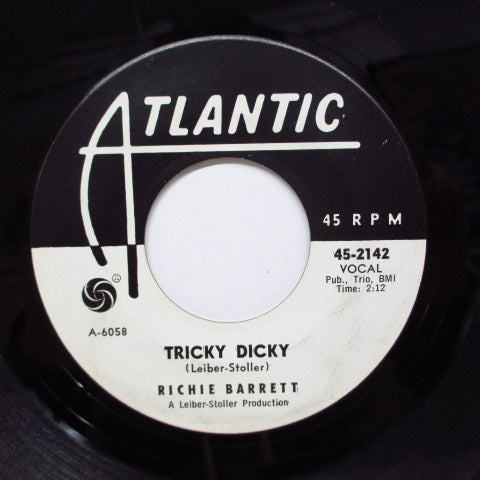 ATLANTIC
45 RPM
45-2142
VOCAL
Pub., Trio, BMI
Time: 2:12
®
A-6058
TRICKY DICKY
(Leiber-Stoller)
RICHIE BARRETT
A Leiber-Stoller Production